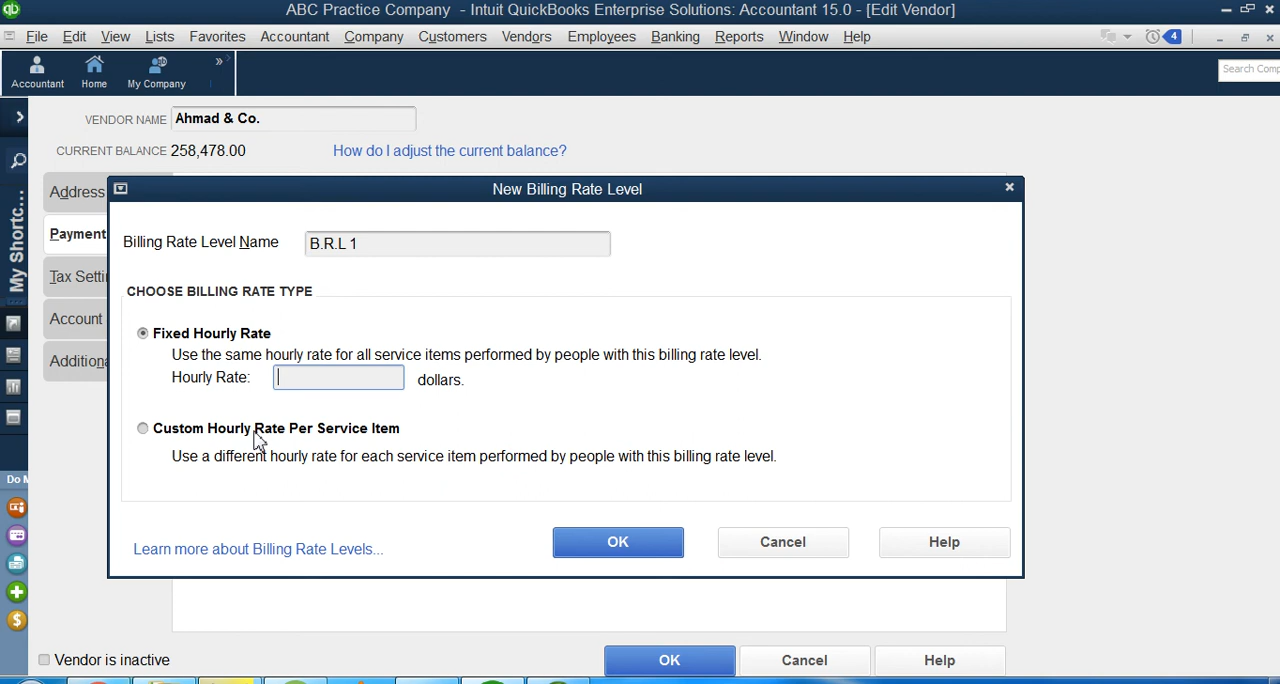 ABC Practice Company - Intuit QuickBooks Enterprise Solutions: Accountant 15.0 - [Edit Vendor]
File Edit View Lists Favorites Accountant Company Customers Vendors Employees Banking Reports Window Help 4
Accountant Home My Company » Search Comp
VENDOR NAME Ahmad & Co.
CURRENT BALANCE 258,478.00 How do I adjust the current balance?
My Shortc...
Address
New Billing Rate Level
Payment
Billing Rate Level Name B.R.L 1
Tax Setti
CHOOSE BILLING RATE TYPE
Account
Fixed Hourly Rate
Use the same hourly rate for all service items performed by people with this billing rate level.
Additiona
Hourly Rate: dollars.
Custom Hourly Rate Per Service Item
Use a different hourly rate for each service item performed by people with this billing rate level.
Do M
Learn more about Billing Rate Levels... OK Cancel Help
Vendor is inactive OK Cancel Help